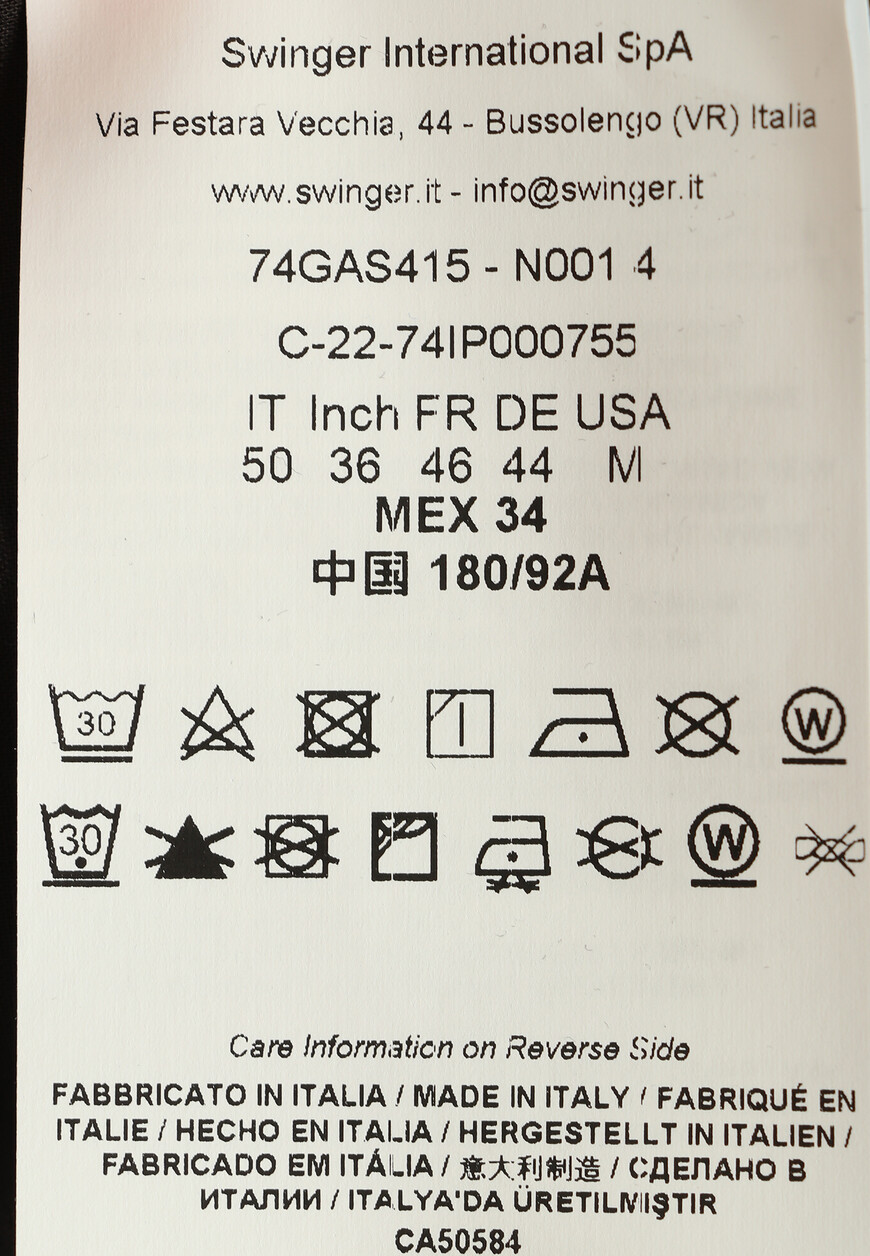 Swinger International SpA
Via Festara Vecchia, 44 - Bussolengo (VR) Italia
www.swinger.it - info@swinger.it
74GAS415 - N001 4
C-22-74IP000755
IT Inch FR DE USA
50 36 46 44 M
MEX 34
中国 180/92A
30
W
30
W
Care Information on Reverse Side
FABBRICATO IN ITALIA / MADE IN ITALY / FABRIQUÉ EN
ITALIE / HECHO EN ITALIA / HERGESTELLT IN ITALIEN /
FABRICADO EM ITÁLIA / 意大利制造 / СДЕЛАНО В
ИТАЛИИ / ITALYA'DA ÜRETILMIŞTIR
CA50584